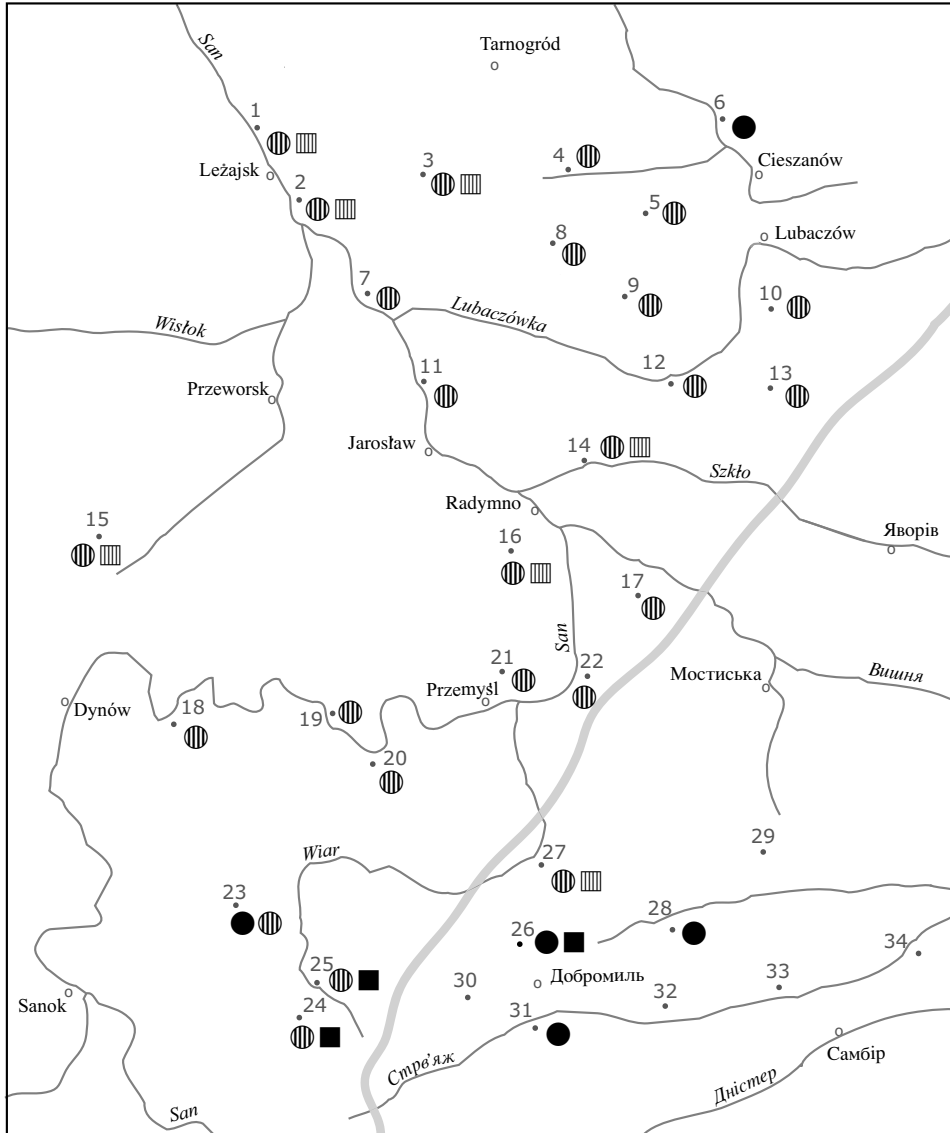 San
Tarnogród
1
6
Leżajsk
3
4
Cieszanów
2
5
8
Lubaczów
7
9
10
Wisłok
Lubaczówka
Przeworsk
11
12
13
Jarosław
14
Szkło
Radymno
15
16
Яворів
17
San
21
22
Przemyśl
Мостиська
Вишня
Dynów
18
19
20
Wiar
27
29
23
28
26
34
25
Добромиль
33
Sanok
24
30
32
31
Самбір
Стрв'яж
Дністер
San